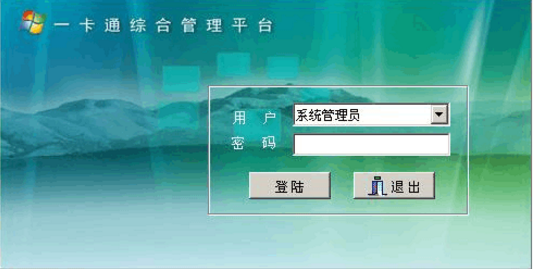 一卡通综合管理平台
用 户 系统管理员
密 码
登陆 退出